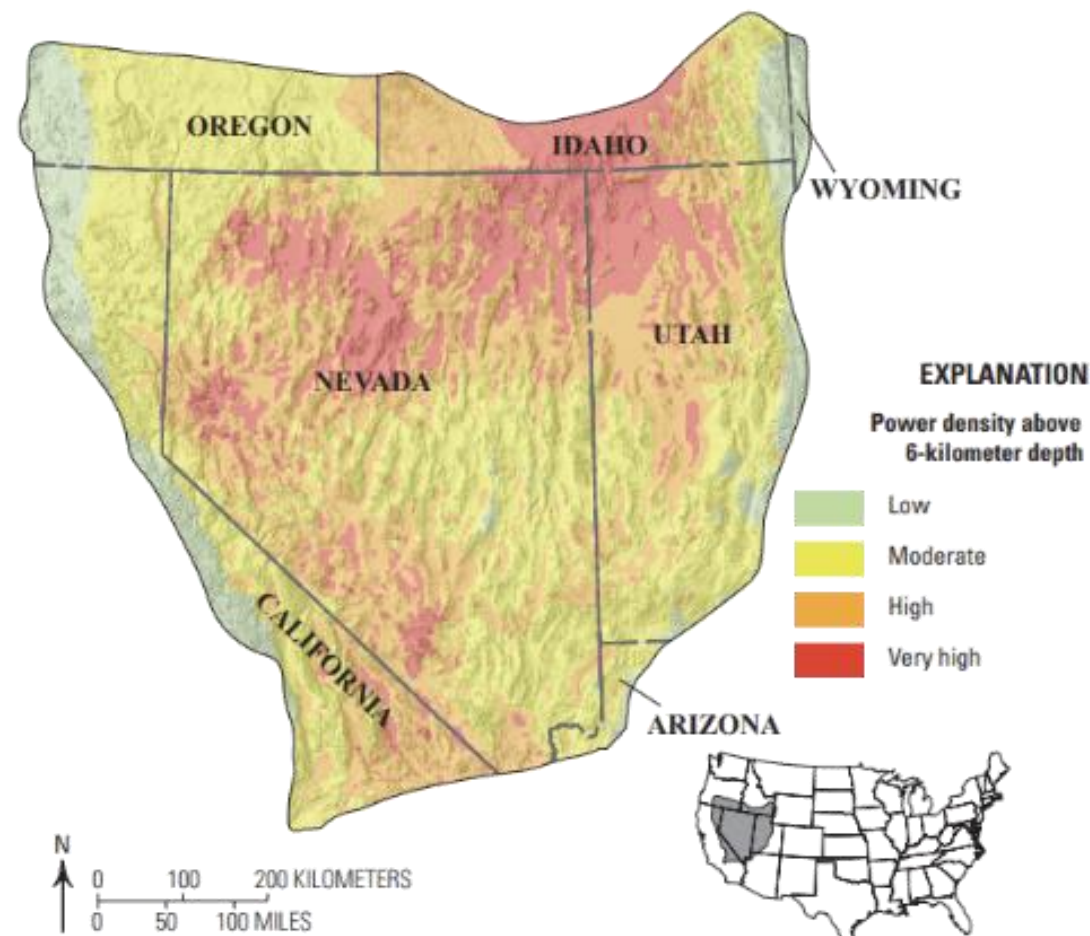 OREGON
IDAHO
WYOMING
UTAH
NEVADA
CALIFORNIA
ARIZONA
EXPLANATION
Power density above
6-kilometer depth
Low
Moderate
High
Very high
N
0 100 200 KILOMETERS
0 50 100 MILES